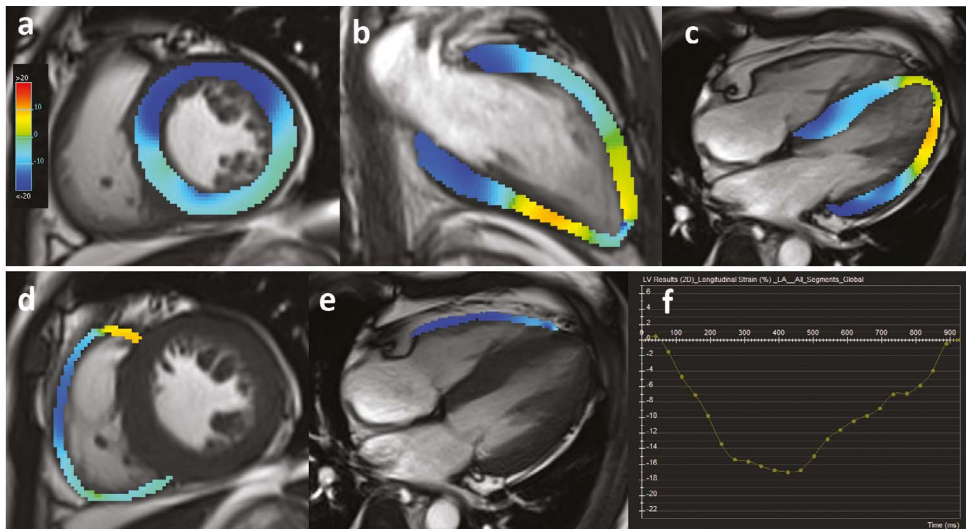 a
b
c
>20
10
0
-10
<-20
d
e
f
LV Results (2D)_Longitudinal Strain (%) _LA__All_Segments_Global
6
4
2
0
0 100 200 300 400 500 600 700 800 900
-2
-4
-6
-8
-10
-12
-14
-16
-18
-20
-22
Time (ms)